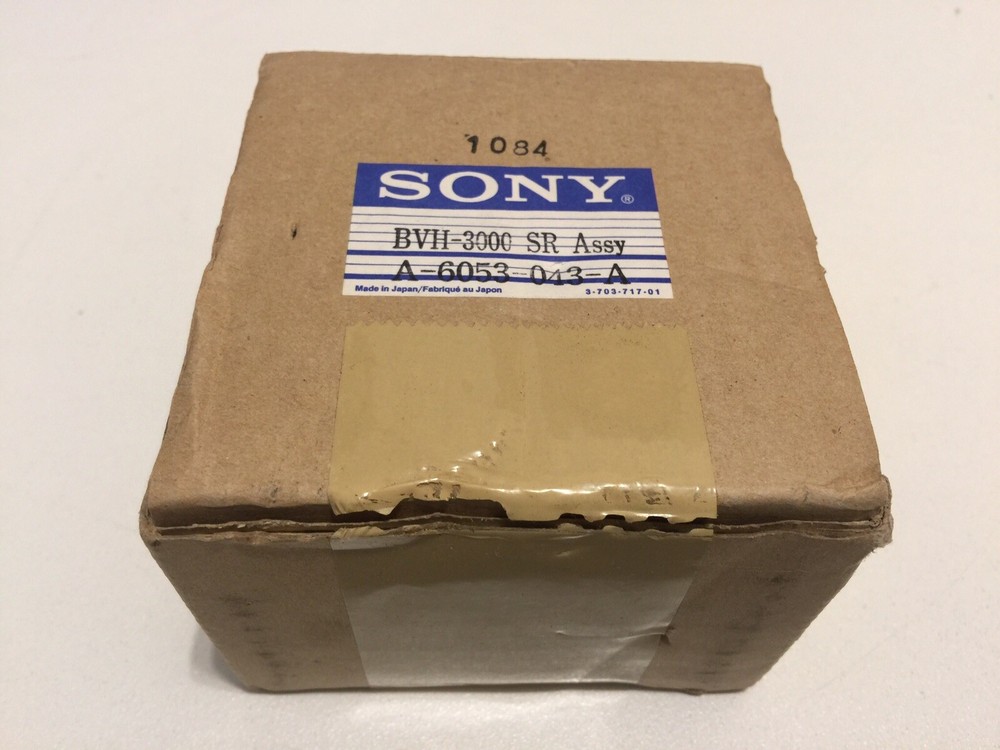 1084
SONY®
BVH-3000 SR Assy
A-6053-043-A
Made in Japan/Fabriqué au Japon 3-703-717-01